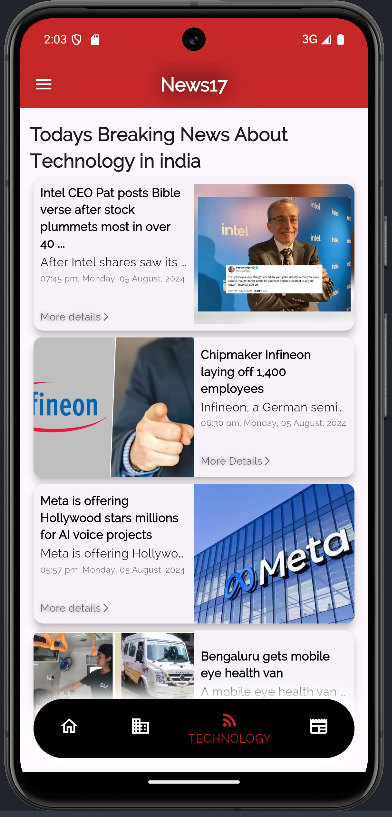 2:03
3G
News17
Todays Breaking News About
Technology in india
Intel CEO Pat posts Bible
verse after stock
plummets most in over
40 ...
After Intel shares saw its ...
07:45 pm, Monday, 05 August, 2024
More details
intel
intel
Chipmaker Infineon
laying off 1,400
employees
Infineon, a German semi...
06:30 pm, Monday, 05 August, 2024
More Details
fineon
Meta is offering
Hollywood stars millions
for AI voice projects
Meta is offering Hollywo...
05:57 pm, Monday, 05 August, 2024
More details
Meta
Bengaluru gets mobile
eye health van
A mobile eye health van ...
TECHNOLOGY